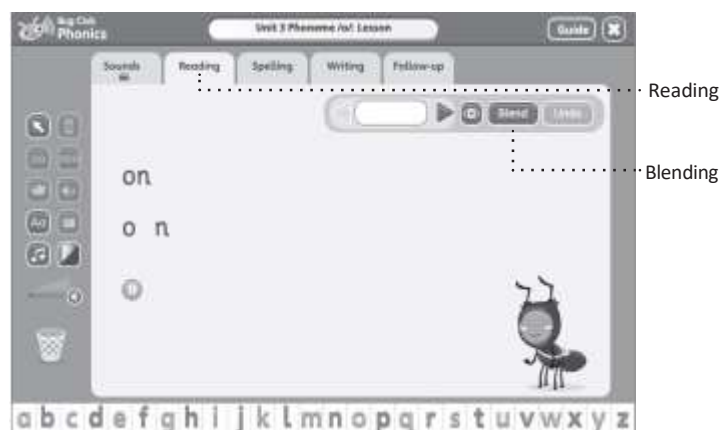 Bug Club
Phonics
Unit 3 Phoneme /o/: Lesson
Guide
Sounds
Reading
Spelling
Writing
Follow-up
Reading
Blend
Undo
Blending
on
o n
a b c d e f g h i j k l m n o p q r s t u v w x y z